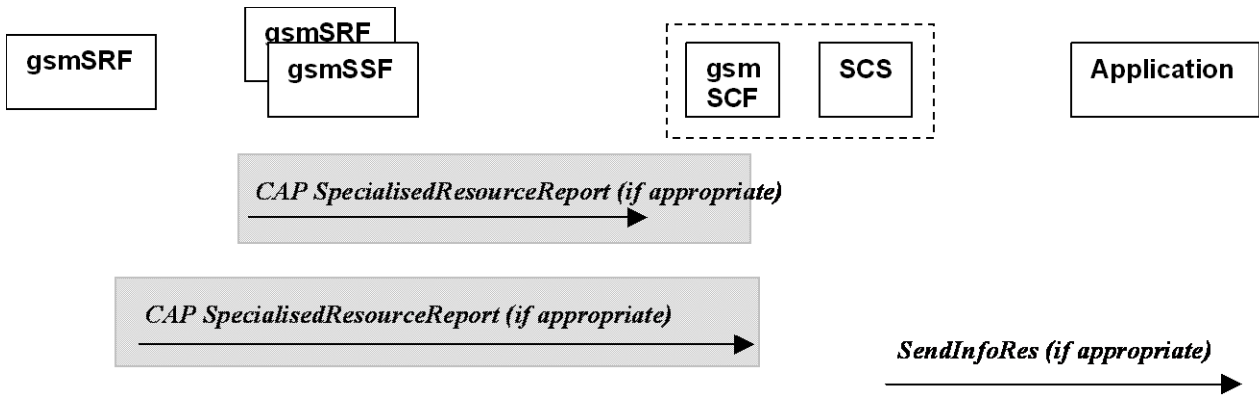 gsmSRF
gsmSRF
gsmSSF
gsm
SCF
SCS
Application
CAP SpecialisedResourceReport (if appropriate)
CAP SpecialisedResourceReport (if appropriate)
SendInfoRes (if appropriate)